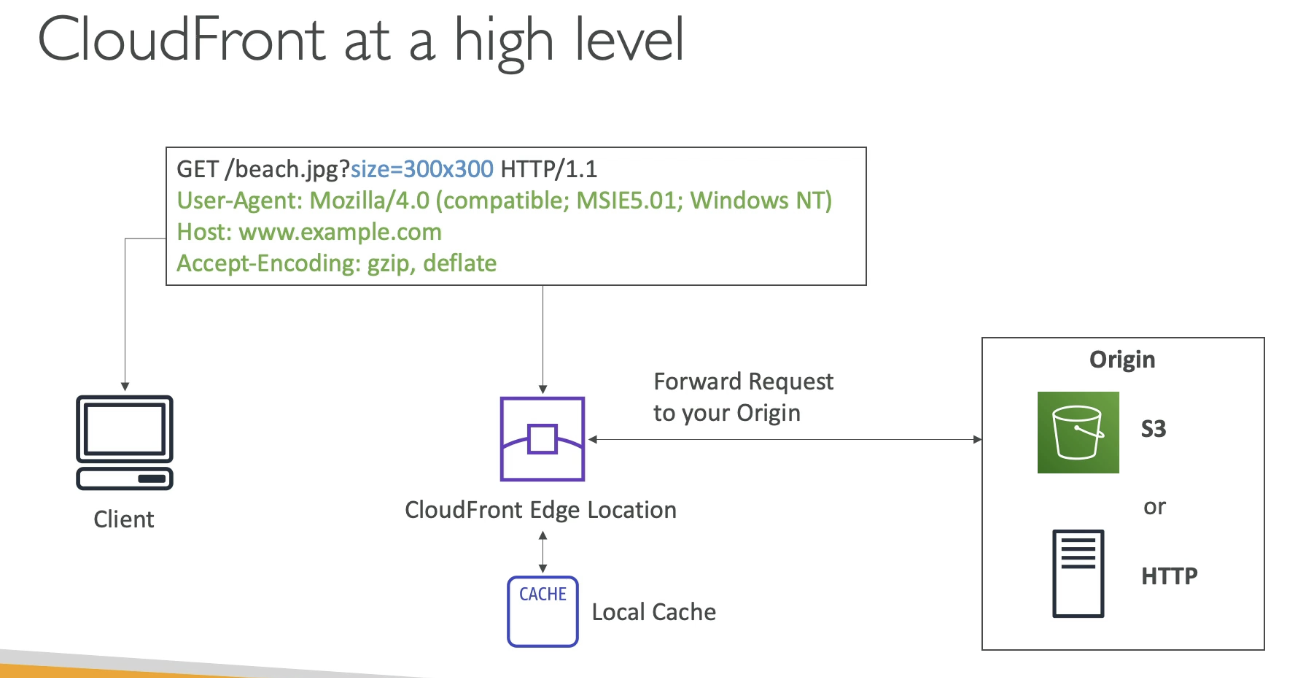 CloudFront at a high level
GET /beach.jpg?size=300x300 HTTP/1.1
User-Agent: Mozilla/4.0 (compatible; MSIE5.01; Windows NT)
Host: www.example.com
Accept-Encoding: gzip, deflate
Client
CloudFront Edge Location
CACHE
Local Cache
Forward Request
to your Origin
Origin
S3
or
HTTP